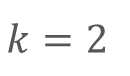 k = 2